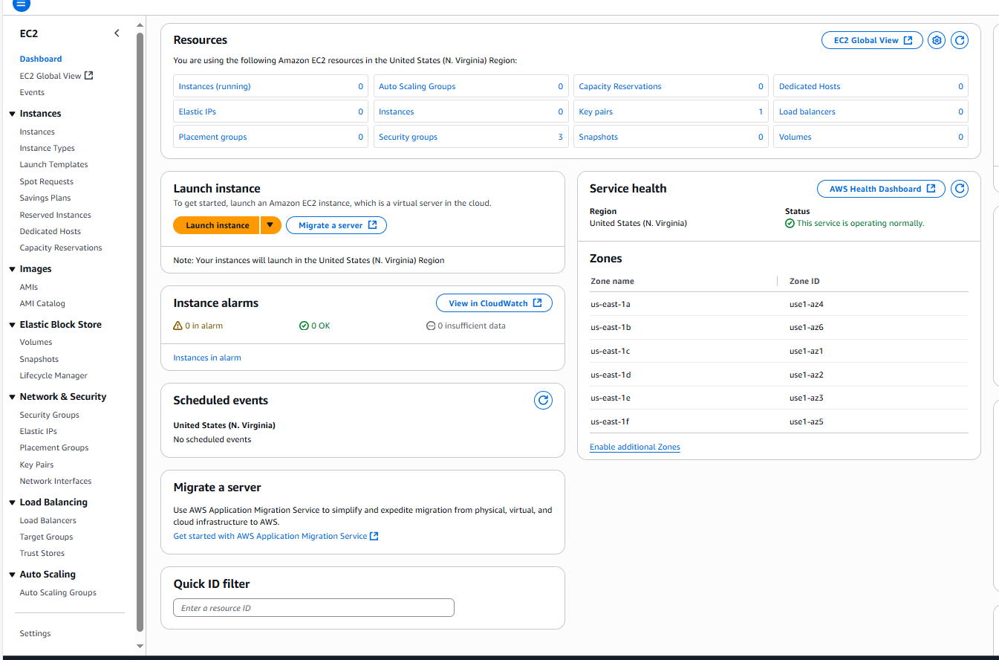 EC2
Dashboard
EC2 Global View
Events
Instances
Instances
Instance Types
Launch Templates
Spot Requests
Savings Plans
Reserved Instances
Dedicated Hosts
Capacity Reservations
Images
AMIs
AMI Catalog
Elastic Block Store
Volumes
Snapshots
Lifecycle Manager
Network & Security
Security Groups
Elastic IPs
Placement Groups
Key Pairs
Network Interfaces
Load Balancing
Load Balancers
Target Groups
Trust Stores
Auto Scaling
Auto Scaling Groups
Settings
Resources
EC2 Global View
You are using the following Amazon EC2 resources in the United States (N. Virginia) Region:
Instances (running) 0 Auto Scaling Groups 0 Capacity Reservations 0 Dedicated Hosts 0
Elastic IPs 0 Instances 0 Key pairs 1 Load balancers 0
Placement groups 0 Security groups 3 Snapshots 0 Volumes 0
Launch instance
To get started, launch an Amazon EC2 instance, which is a virtual server in the cloud.
Launch instance Migrate a server
Note: Your instances will launch in the United States (N. Virginia) Region
Instance alarms View in CloudWatch
0 in alarm 0 OK 0 insufficient data
Instances in alarm
Scheduled events
United States (N. Virginia)
No scheduled events
Migrate a server
Use AWS Application Migration Service to simplify and expedite migration from physical, virtual, and
cloud infrastructure to AWS.
Get started with AWS Application Migration Service
Quick ID filter
Enter a resource ID
Service health AWS Health Dashboard
Region Status
United States (N. Virginia) This service is operating normally.
Zones
Zone name Zone ID
us-east-1a use1-az4
us-east-1b use1-az6
us-east-1c use1-az1
us-east-1d use1-az2
us-east-1e use1-az3
us-east-1f use1-az5
Enable additional Zones